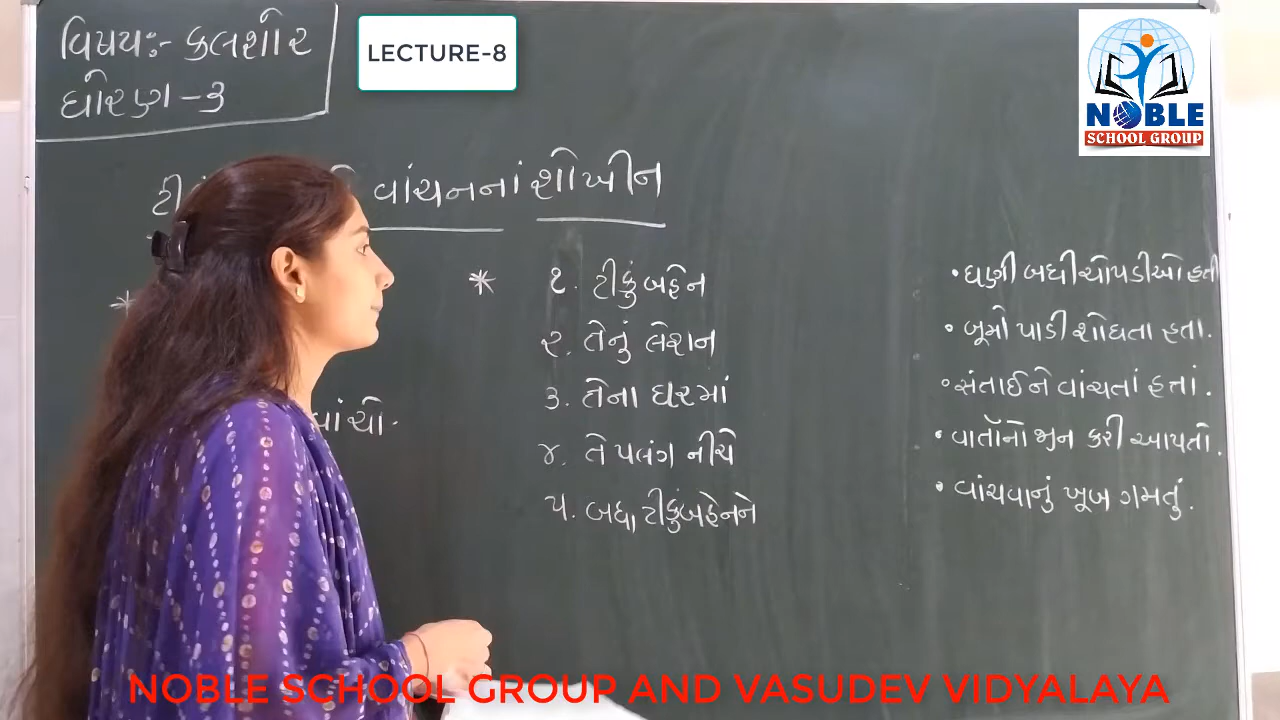 વિષયઃ- કલશોર
ધોરણ - ૩
LECTURE-8
NOBLE
SCHOOL GROUP
વાંચનનાં શોખીન
* ૧. ટીકુંબહેન
૨. તેનું લેશન
૩. તેના ઘરમાં
૪. તે પલંગ નીચે
૫. બધા ટીકુંબહેનને
વાંચો.
• ઘણી બધી ચોપડીઓ હતી
• બૂમો પાડી શોધતા હતા.
• સંતાઈને વાંચતાં હતાં.
• વાંચવાનું ખૂબ ગમતું.
NOBLE SCHOOL GROUP AND VASUDEV VIDYALAYA